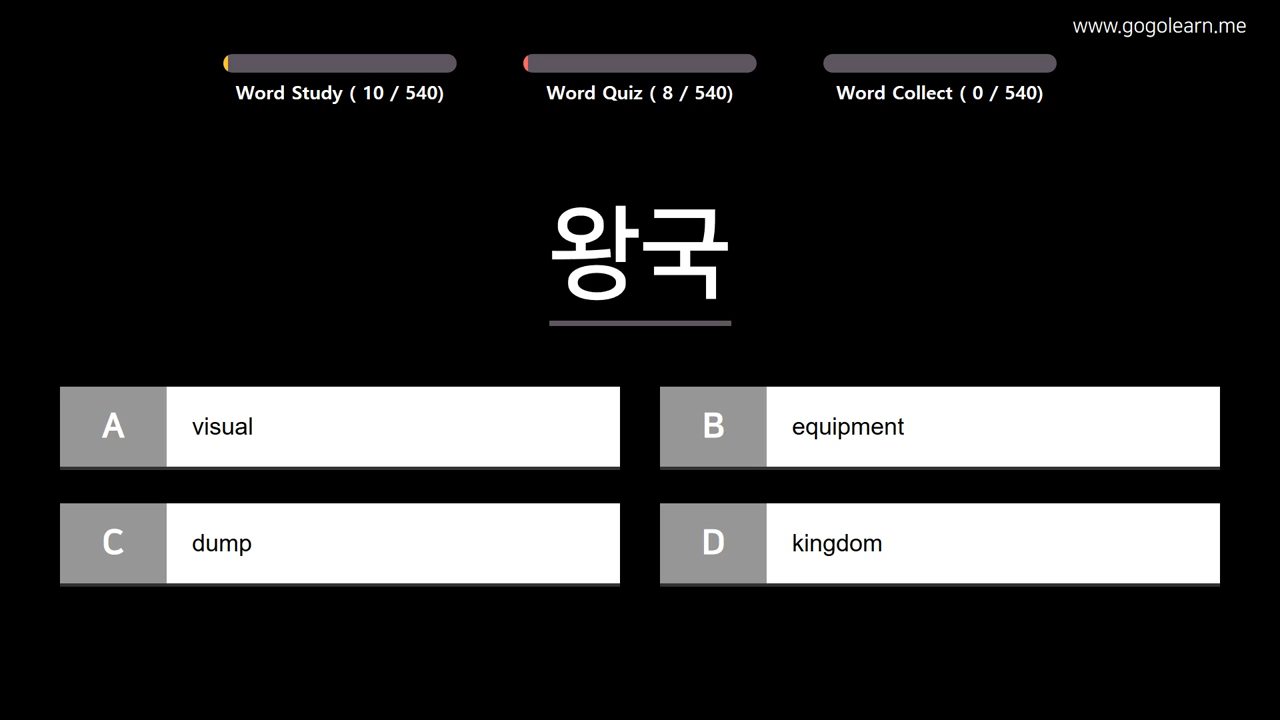 www.gogolearn.me
Word Study ( 10 / 540)
Word Quiz ( 8 / 540)
Word Collect ( 0 / 540)
왕국
A visual
B equipment
C dump
D kingdom